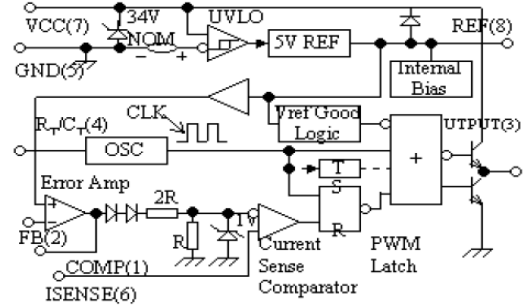 34V
UVLO
VCC(7)
NOM
5V REF
REF(8)
GND(5)
- +
Internal
Bias
CLK
Vref Good
Logic
UTPUT(3)
RT/CT(4)
OSC
+
T
S
Error Amp
2R
+
-
1V
R
R
FB(2)
Current
Sense
Comparator
PWM
Latch
COMP(1)
ISENSE(6)